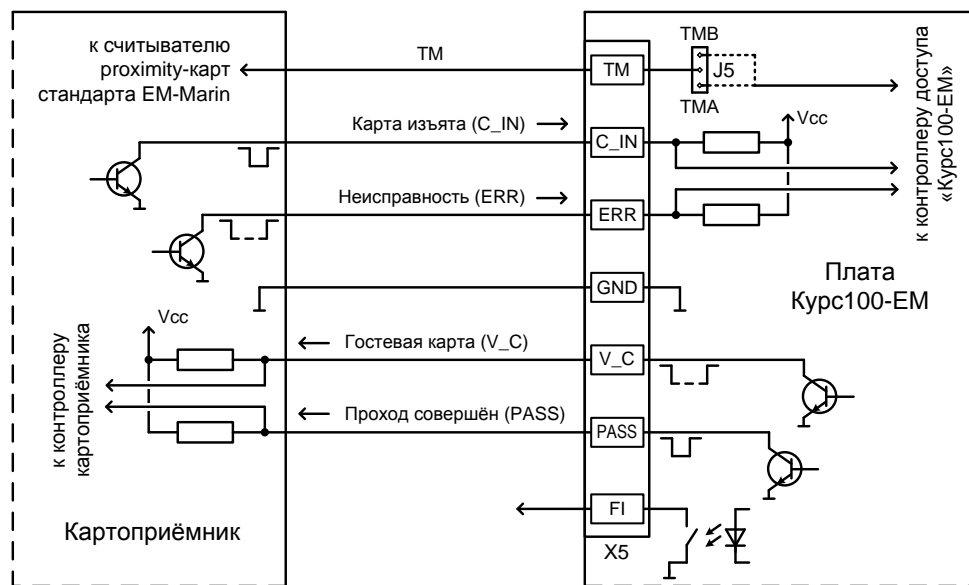 к считывателю
proximity-карт
стандарта EM-Marin
TM
TM
TMB
J5
TMA
Карта изъята (C_IN)
C_IN
Vcc
Неисправность (ERR)
ERR
к контроллеру доступа
«Курс100-ЕМ»
GND
Плата
Курс100-ЕМ
Vcc
Гостевая карта (V_C)
V_C
Проход совершён (PASS)
PASS
к контроллеру
картоприёмника
FI
X5
Картоприёмник